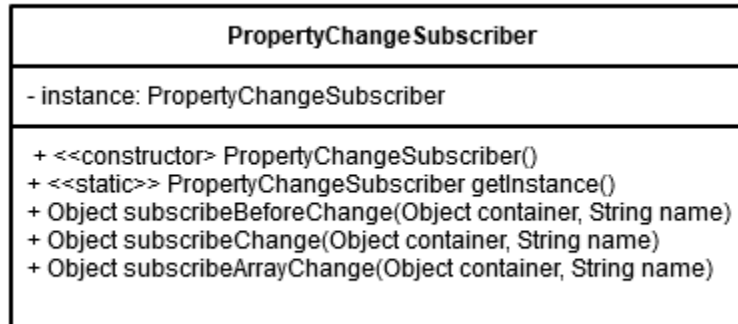 PropertyChangeSubscriber
- instance: PropertyChangeSubscriber
+ <<constructor> PropertyChangeSubscriber()
+ <<static>> PropertyChangeSubscriber getInstance()
+ Object subscribeBeforeChange(Object container, String name)
+ Object subscribeChange(Object container, String name)
+ Object subscribeArrayChange(Object container, String name)